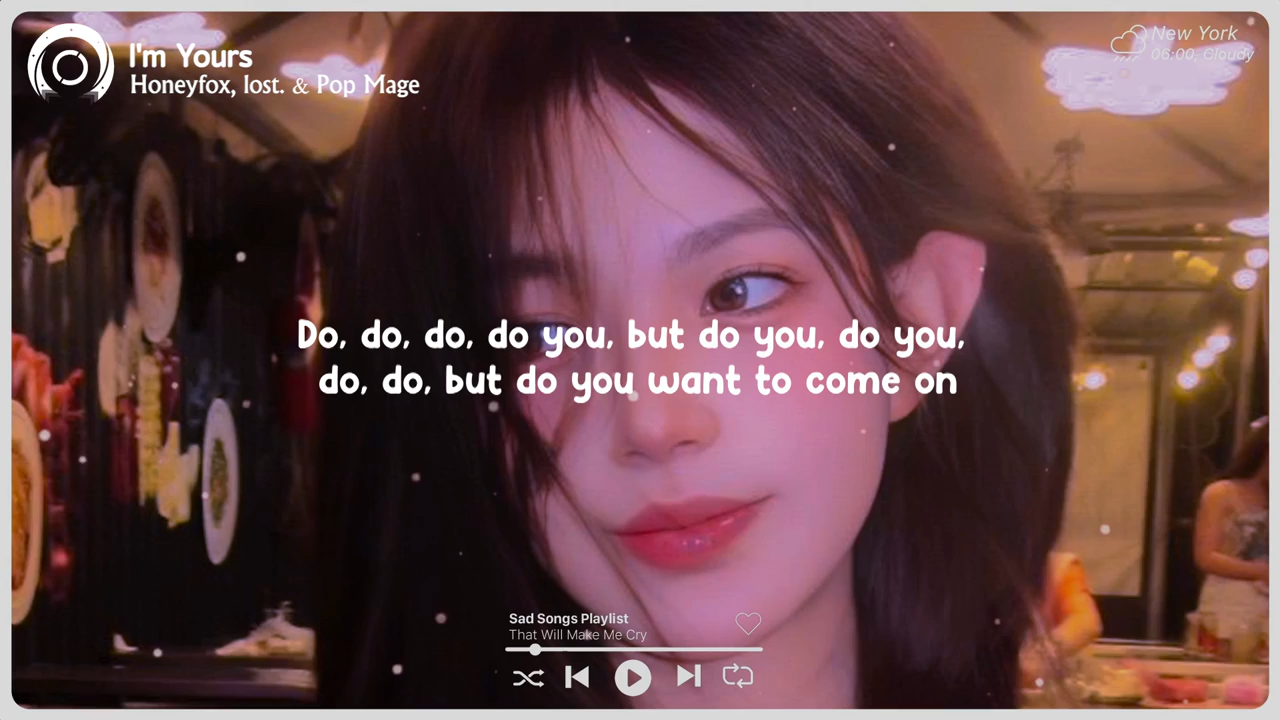 I'm Yours
Honeyfox, lost. & Pop Mage
New York
06:00, Cloudy
Do, do, do, do you, but do you, do you,
do, do, but do you want to come on
Sad Songs Playlist
That Will Make Me Cry